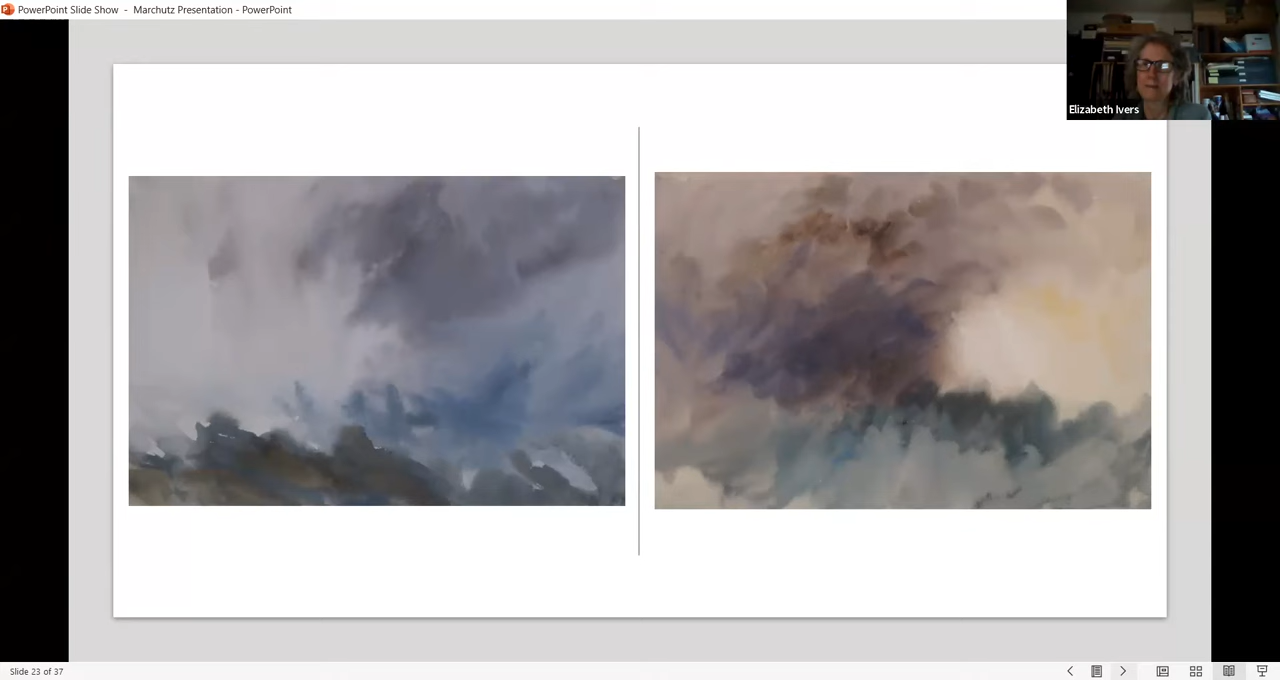 PowerPoint Slide Show - Marchutz Presentation - PowerPoint
Elizabeth Ivers
Slide 23 of 37